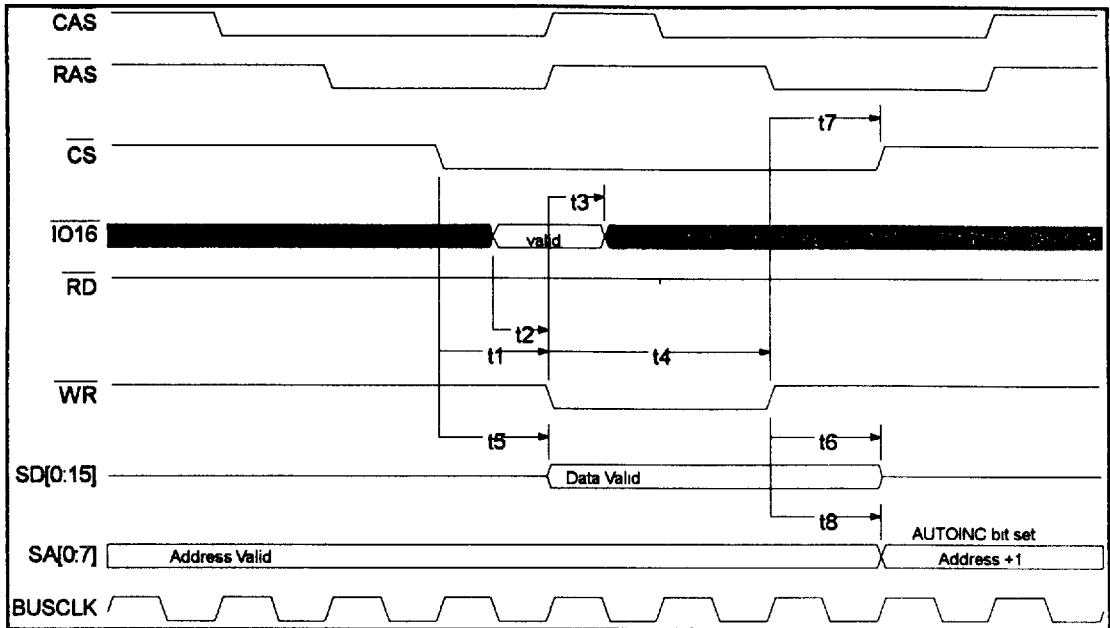 CAS
RAS
t7
CS
t3
IO16
valid
RD
t2
t1
t4
WR
t5
t6
SD[0:15]
Data Valid
t8
AUTOINC bit set
SA[0:7]
Address Valid
Address +1
BUSCLK